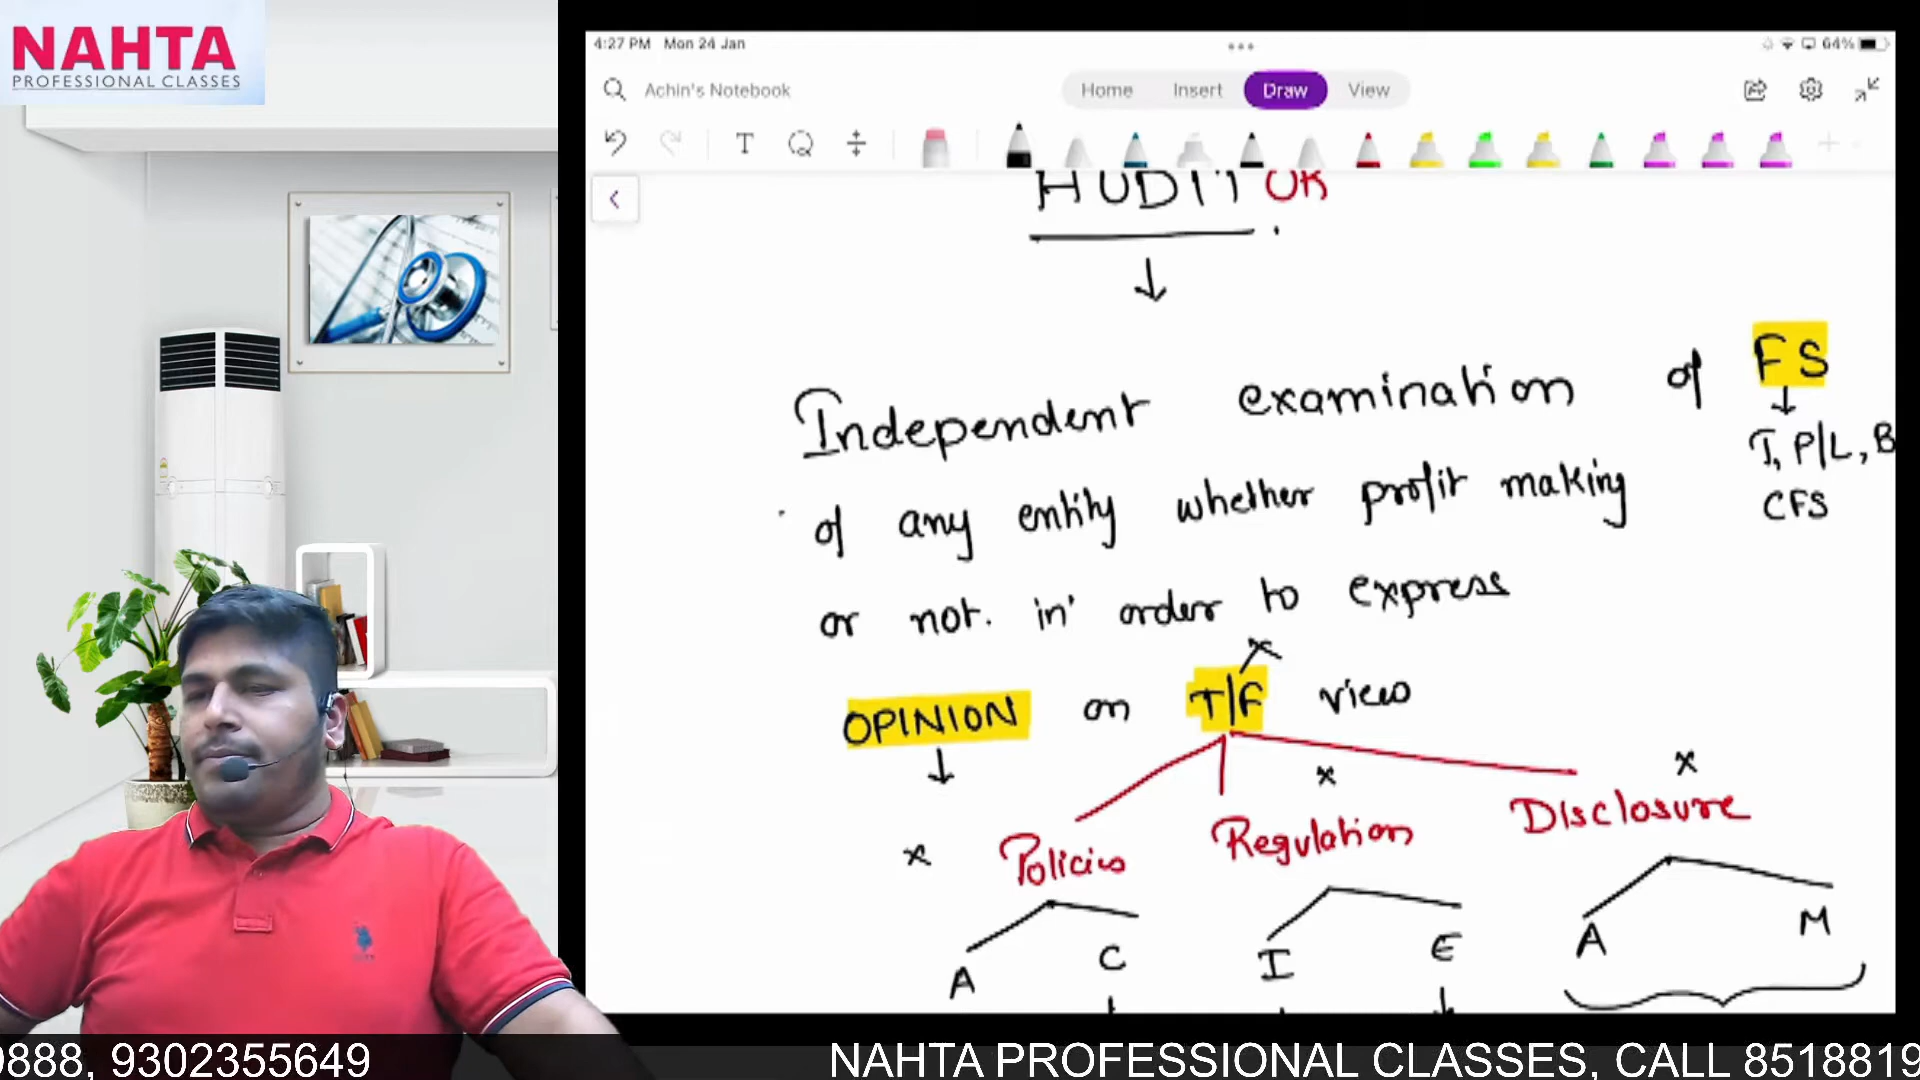 NAHTA
PROFESSIONAL CLASSES
4:27 PM Mon 24 Jan
64%
Achin's Notebook
Home Insert Draw View
T
AUDITOR
Independent examination of FS
T, P/L, B
CFS
of any entity whether profit making
or not. in order to express
x
OPINION on T/F view
x x
x Policies Regulation Disclosure
A C I E A M
0888, 9302355649 NAHTA PROFESSIONAL CLASSES, CALL 8518819